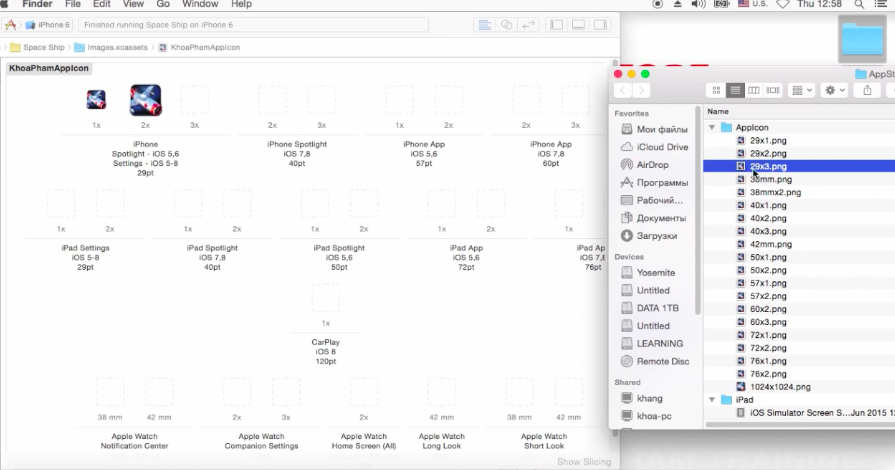 Finder File Edit View Go Window Help U.S. Thu 12:58
iPhone 6 Finished running Space Ship on iPhone 6
Space Ship Images.xcassets KhoaPhamAppIcon
KhoaPhamAppIcon
1x 2x 3x 2x 3x 1x 2x 2x 3x
iPhone
Spotlight - iOS 5,6
Settings - iOS 5-8
29pt
iPhone Spotlight
iOS 7,8
40pt
iPhone App
iOS 5,6
57pt
iPhone App
iOS 7,8
60pt
1x 2x 1x 2x 1x 2x 1x 2x 1x
iPad Settings
iOS 5-8
29pt
iPad Spotlight
iOS 7,8
40pt
iPad Spotlight
iOS 5,6
50pt
iPad App
iOS 5,6
72pt
iPad App
iOS 7,8
76pt
1x
CarPlay
iOS 8
120pt
38 mm 42 mm 2x 3x 2x 42 mm 38 mm 42 mm
Apple Watch
Notification Center
Apple Watch
Companion Settings
Apple Watch
Home Screen (All)
Apple Watch
Long Look
Apple Watch
Short Look
Show Slicing
AppSt
Favorites
Мои файлы
iCloud Drive
AirDrop
Программы
Рабочий...
Документы
Загрузки
Devices
Yosemite
Untitled
DATA 1TB
Untitled
LEARNING
Remote Disc
Shared
khang
khoa-pc
Name
AppIcon
29x1.png
29x2.png
29x3.png
38mm.png
38mmx2.png
40x1.png
40x2.png
40x3.png
42mm.png
50x1.png
50x2.png
57x1.png
57x2.png
60x2.png
60x3.png
72x1.png
72x2.png
76x1.png
76x2.png
1024x1024.png
iPad
iOS Simulator Screen S...Jun 2015 12